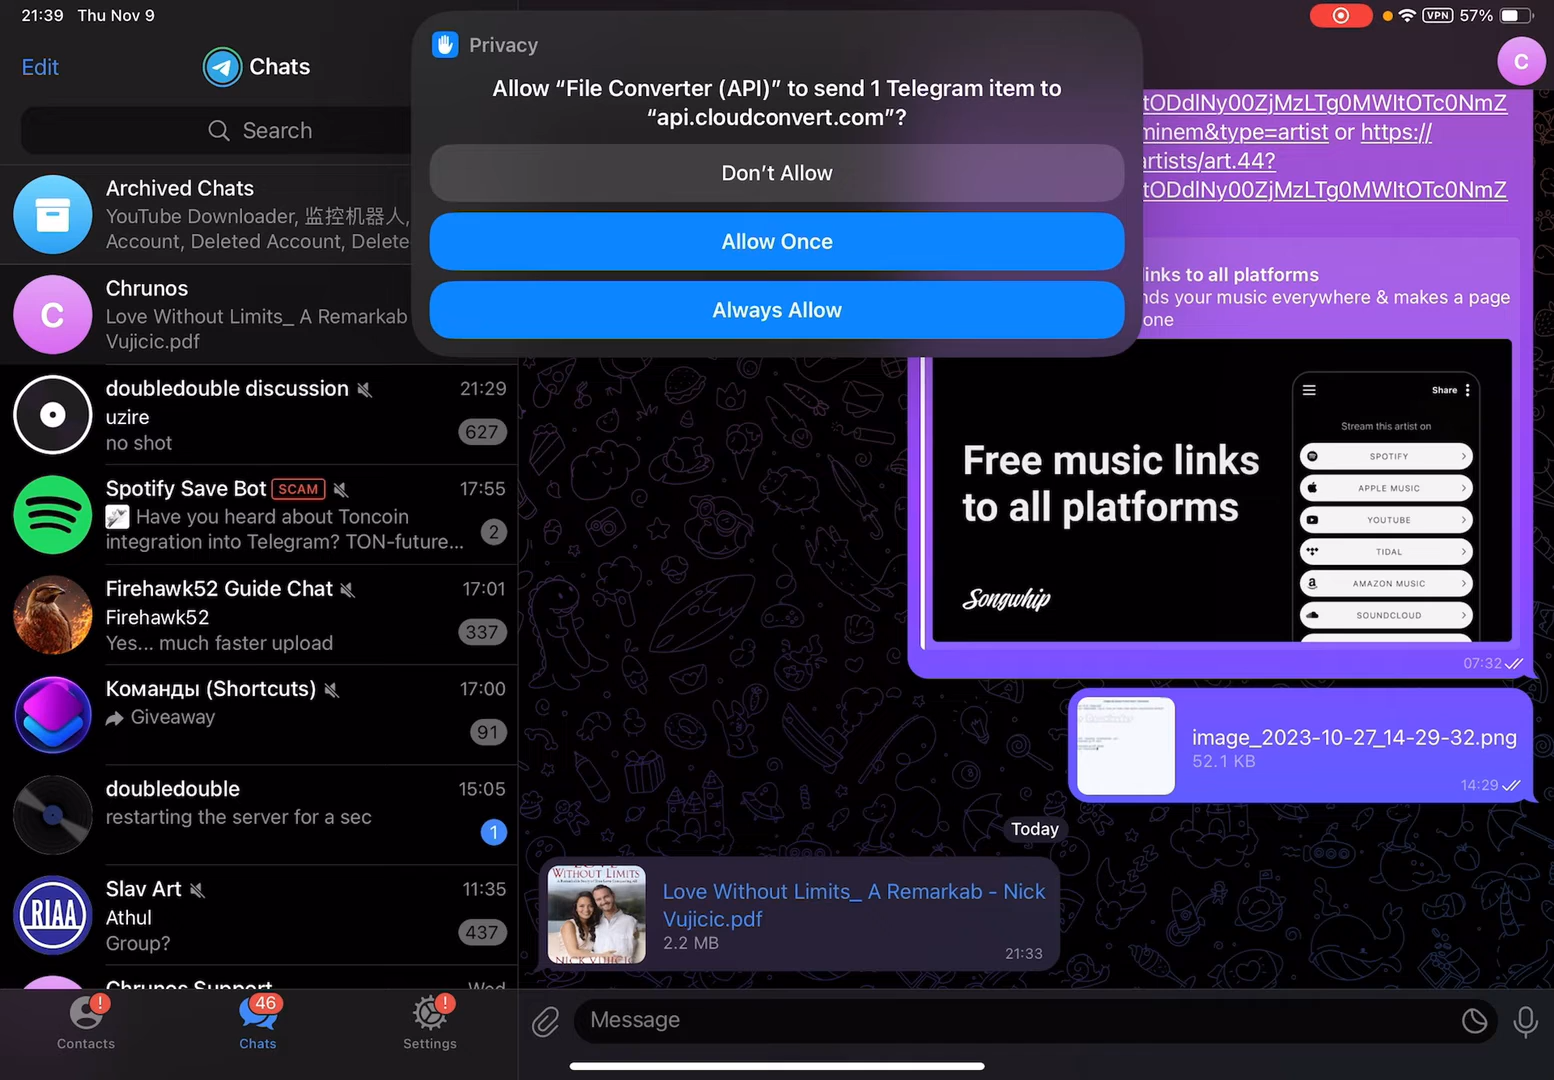 21:39 Thu Nov 9
57%
VPN
Edit
Chats
Search
Archived Chats
YouTube Downloader, 监控机器人,
Account, Deleted Account, Delete
Chrunos
Love Without Limits_ A Remarkab
Vujicic.pdf
doubledouble discussion
21:29
uzire
no shot
627
Spotify Save Bot SCAM
17:55
Have you heard about Toncoin
integration into Telegram? TON-future...
2
Firehawk52 Guide Chat
17:01
Firehawk52
Yes... much faster upload
337
Команды (Shortcuts)
17:00
Giveaway
91
doubledouble
15:05
restarting the server for a sec
1
RIAA
Slav Art
11:35
Athul
Group?
437
Chrunos Support
Wed
Contacts
!
Chats
46
Settings
!
Privacy
Allow “File Converter (API)” to send 1 Telegram item to
“api.cloudconvert.com”?
Don’t Allow
Allow Once
Always Allow
C
C
tODdlNy00ZjMzLTg0MWItOTc0NmZ
minem&type=artist or https://
artists/art.44?
tODdlNy00ZjMzLTg0MWItOTc0NmZ
links to all platforms
nds your music everywhere & makes a page
one
Free music links
to all platforms
Songwhip
Share
Stream this artist on
SPOTIFY
APPLE MUSIC
YOUTUBE
TIDAL
AMAZON MUSIC
SOUNDCLOUD
07:32
image_2023-10-27_14-29-32.png
52.1 KB
14:29
Today
WITHOUT LIMITS
NICK VUJICIC
Love Without Limits_ A Remarkab - Nick
Vujicic.pdf
2.2 MB
21:33
Message